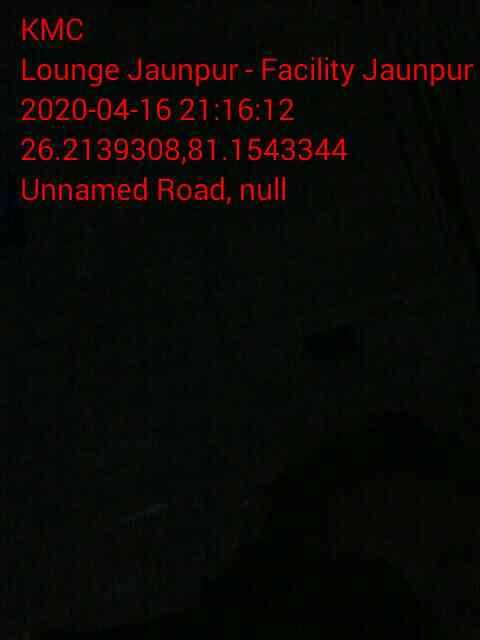 KMC
Lounge Jaunpur - Facility Jaunpur
2020-04-16 21:16:12
26.2139308,81.1543344
Unnamed Road, null